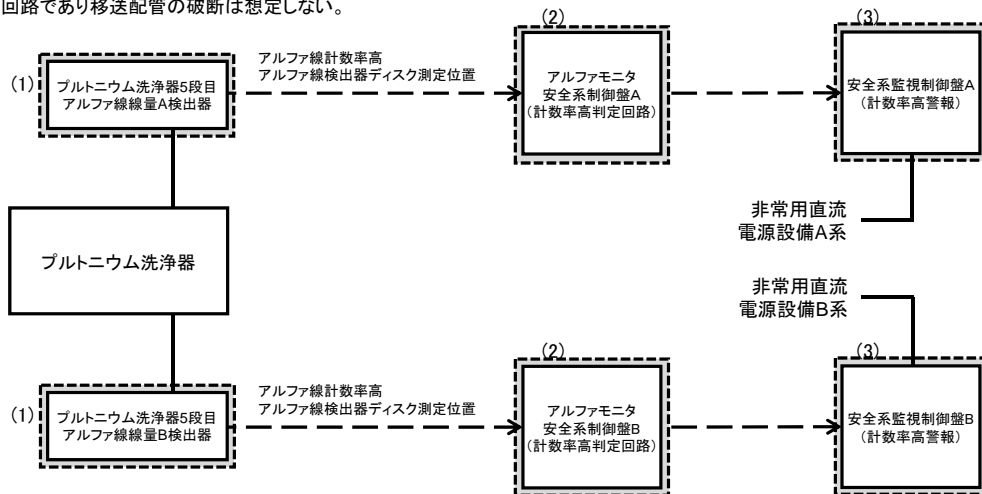 回路であり移送配管の破断は想定しない。
(2)
(3)
(1)
プルトニウム洗浄器5段目
アルファ線線量A検出器
アルファ線計数率高
アルファ線検出器ディスク測定位置
アルファモニタ
安全系制御盤A
(計数率高判定回路)
安全系監視制御盤A
(計数率高警報)
非常用直流
電源設備A系
プルトニウム洗浄器
非常用直流
電源設備B系
(2)
(3)
(1)
プルトニウム洗浄器5段目
アルファ線線量B検出器
アルファ線計数率高
アルファ線検出器ディスク測定位置
アルファモニタ
安全系制御盤B
(計数率高判定回路)
安全系監視制御盤B
(計数率高警報)